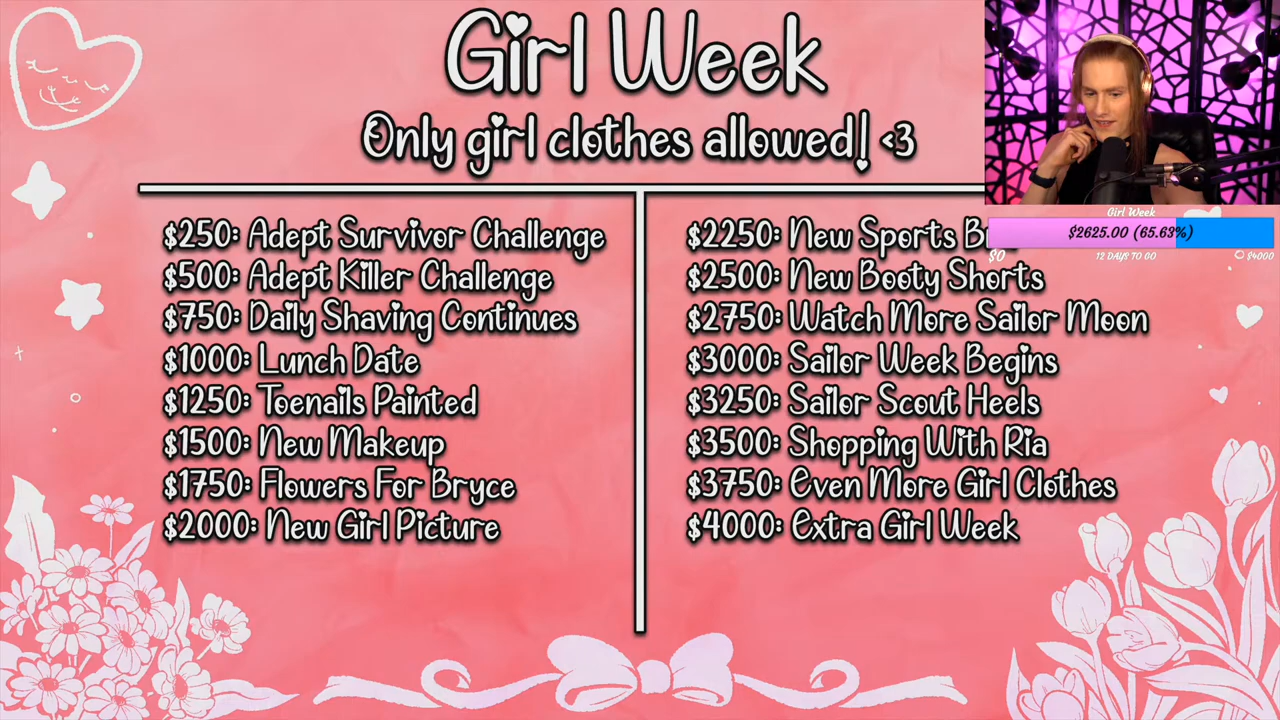 Girl Week
Only girl clothes allowed! <3
$250: Adept Survivor Challenge
$500: Adept Killer Challenge
$750: Daily Shaving Continues
$1000: Lunch Date
$1250: Toenails Painted
$1500: New Makeup
$1750: Flowers For Bryce
$2000: New Girl Picture
$2250: New Sports
$2500: New Booty Shorts
$2750: Watch More Sailor Moon
$3000: Sailor Week Begins
$3250: Sailor Scout Heels
$3500: Shopping With Ria
$3750: Even More Girl Clothes
$4000: Extra Girl Week
Girl Week
$2625.00 (65.63%)
$0 12 DAYS TO GO $4000